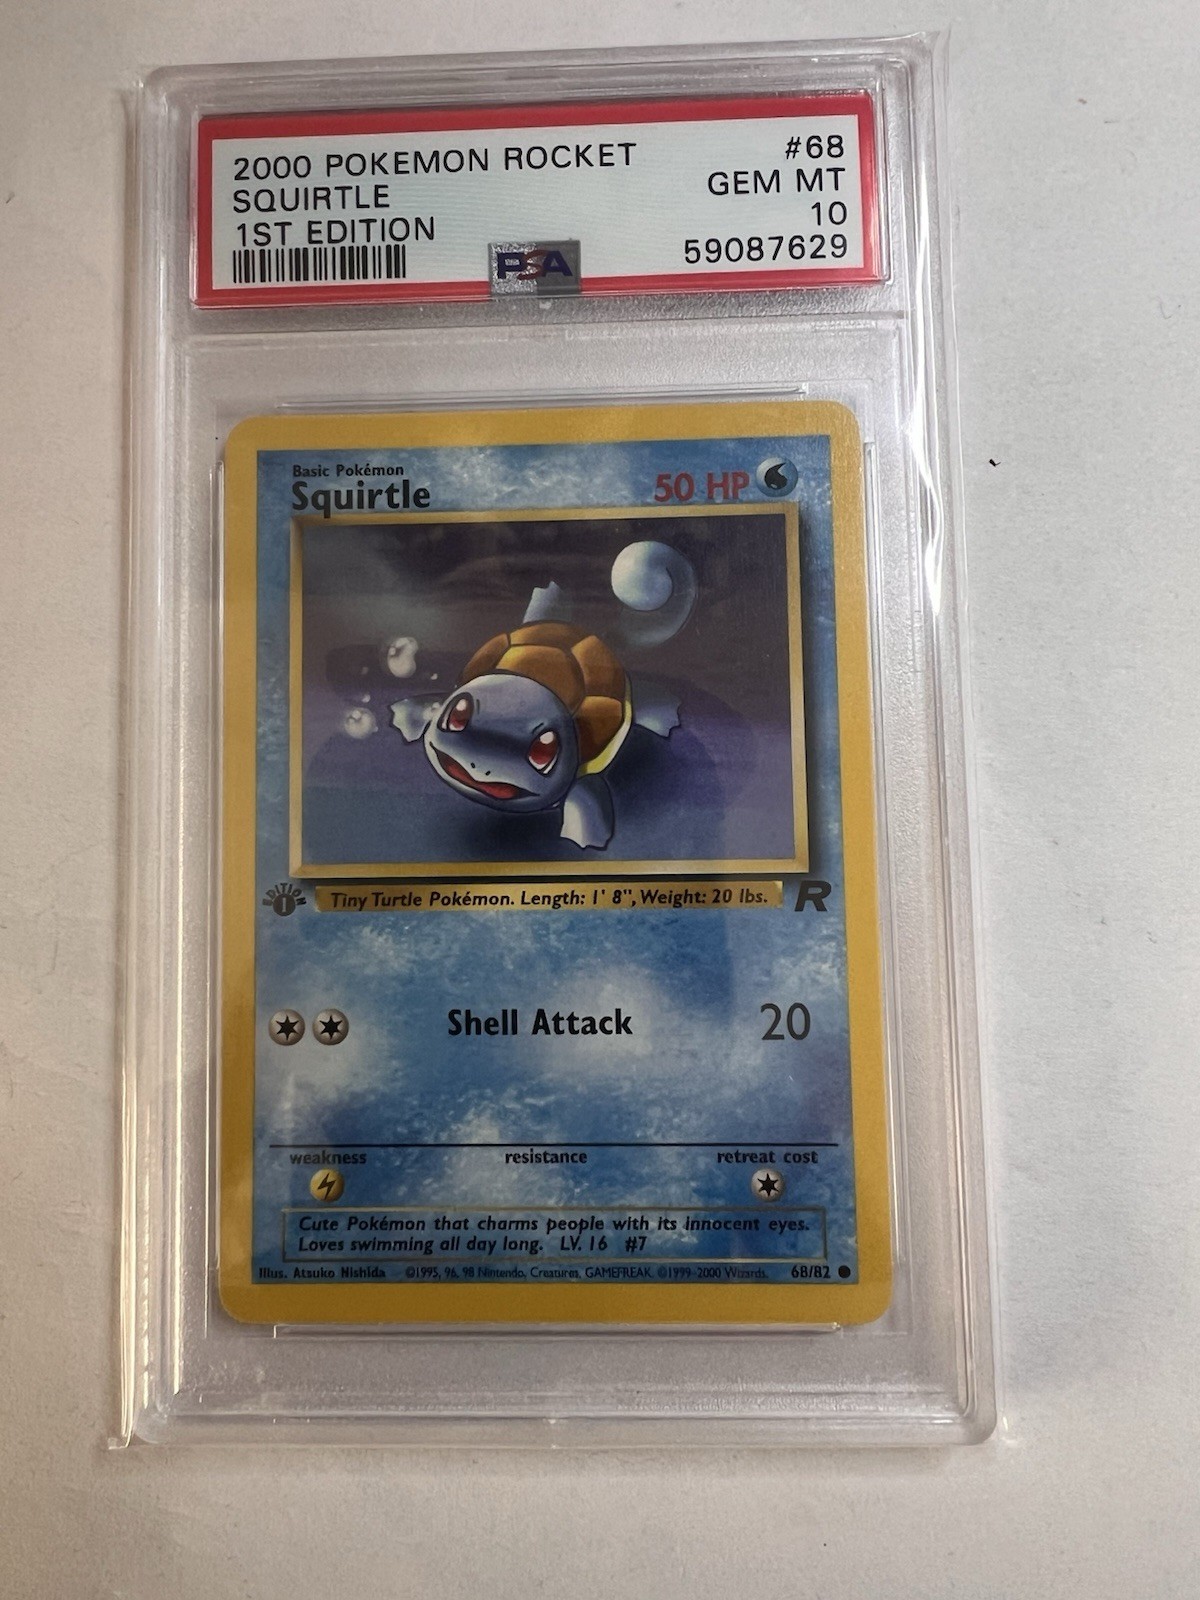 2000 POKEMON ROCKET #68
SQUIRTLE GEM MT
1ST EDITION 10
59087629
PSA
Basic Pokémon
Squirtle 50 HP
EDITION 1
Tiny Turtle Pokémon. Length: 1' 8", Weight: 20 lbs. R
Shell Attack 20
weakness resistance retreat cost
Cute Pokémon that charms people with its innocent eyes.
Loves swimming all day long. LV. 16 #7
Illus. Atsuko Nishida ©1995, 96, 98 Nintendo, Creatures, GAMEFREAK. ©1999-2000 Wizards. 68/82